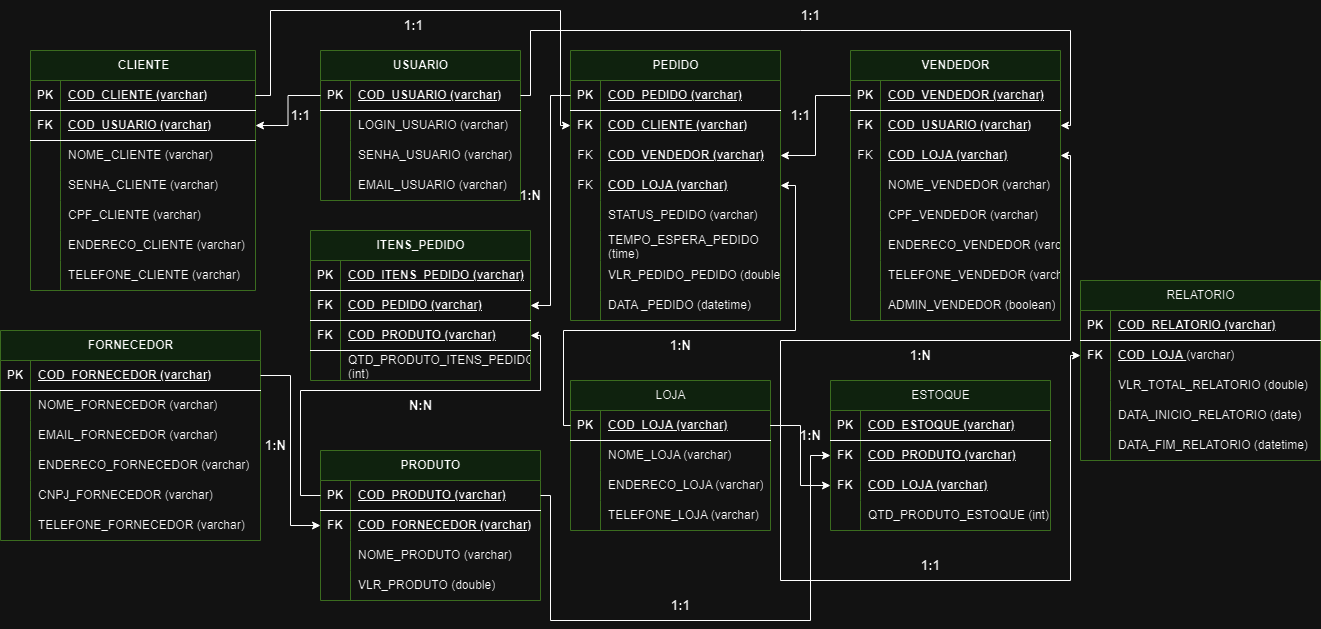 1:1
1:1
CLIENTE
PK COD_CLIENTE (varchar)
FK COD_USUARIO (varchar)
NOME_CLIENTE (varchar)
SENHA_CLIENTE (varchar)
CPF_CLIENTE (varchar)
ENDERECO_CLIENTE (varchar)
TELEFONE_CLIENTE (varchar)
1:1
USUARIO
PK COD_USUARIO (varchar)
LOGIN_USUARIO (varchar)
SENHA_USUARIO (varchar)
EMAIL_USUARIO (varchar)
1:N
PEDIDO
PK COD_PEDIDO (varchar)
FK COD_CLIENTE (varchar)
FK COD_VENDEDOR (varchar)
FK COD_LOJA (varchar)
STATUS_PEDIDO (varchar)
TEMPO_ESPERA_PEDIDO
(time)
VLR_PEDIDO_PEDIDO (double
DATA_PEDIDO (datetime)
1:1
VENDEDOR
PK COD_VENDEDOR (varchar)
FK COD_USUARIO (varchar)
FK COD_LOJA (varchar)
NOME_VENDEDOR (varchar)
CPF_VENDEDOR (varchar)
ENDERECO_VENDEDOR (varc
TELEFONE_VENDEDOR (varch
ADMIN_VENDEDOR (boolean)
ITENS_PEDIDO
PK COD_ITENS_PEDIDO (varchar)
FK COD_PEDIDO (varchar)
FK COD_PRODUTO (varchar)
QTD_PRODUTO_ITENS_PEDIDO
(int)
N:N
1:N
1:N
RELATORIO
PK COD_RELATORIO (varchar)
FK COD_LOJA (varchar)
VLR_TOTAL_RELATORIO (double)
DATA_INICIO_RELATORIO (date)
DATA_FIM_RELATORIO (datetime)
FORNECEDOR
PK COD_FORNECEDOR (varchar)
NOME_FORNECEDOR (varchar)
EMAIL_FORNECEDOR (varchar)
ENDERECO_FORNECEDOR (varchar)
CNPJ_FORNECEDOR (varchar)
TELEFONE_FORNECEDOR (varchar)
1:N
PRODUTO
PK COD_PRODUTO (varchar)
FK COD_FORNECEDOR (varchar)
NOME_PRODUTO (varchar)
VLR_PRODUTO (double)
LOJA
PK COD_LOJA (varchar)
NOME_LOJA (varchar)
ENDERECO_LOJA (varchar)
TELEFONE_LOJA (varchar)
1:N
ESTOQUE
PK COD_ESTOQUE (varchar)
FK COD_PRODUTO (varchar)
FK COD_LOJA (varchar)
QTD_PRODUTO_ESTOQUE (int)
1:1
1:1